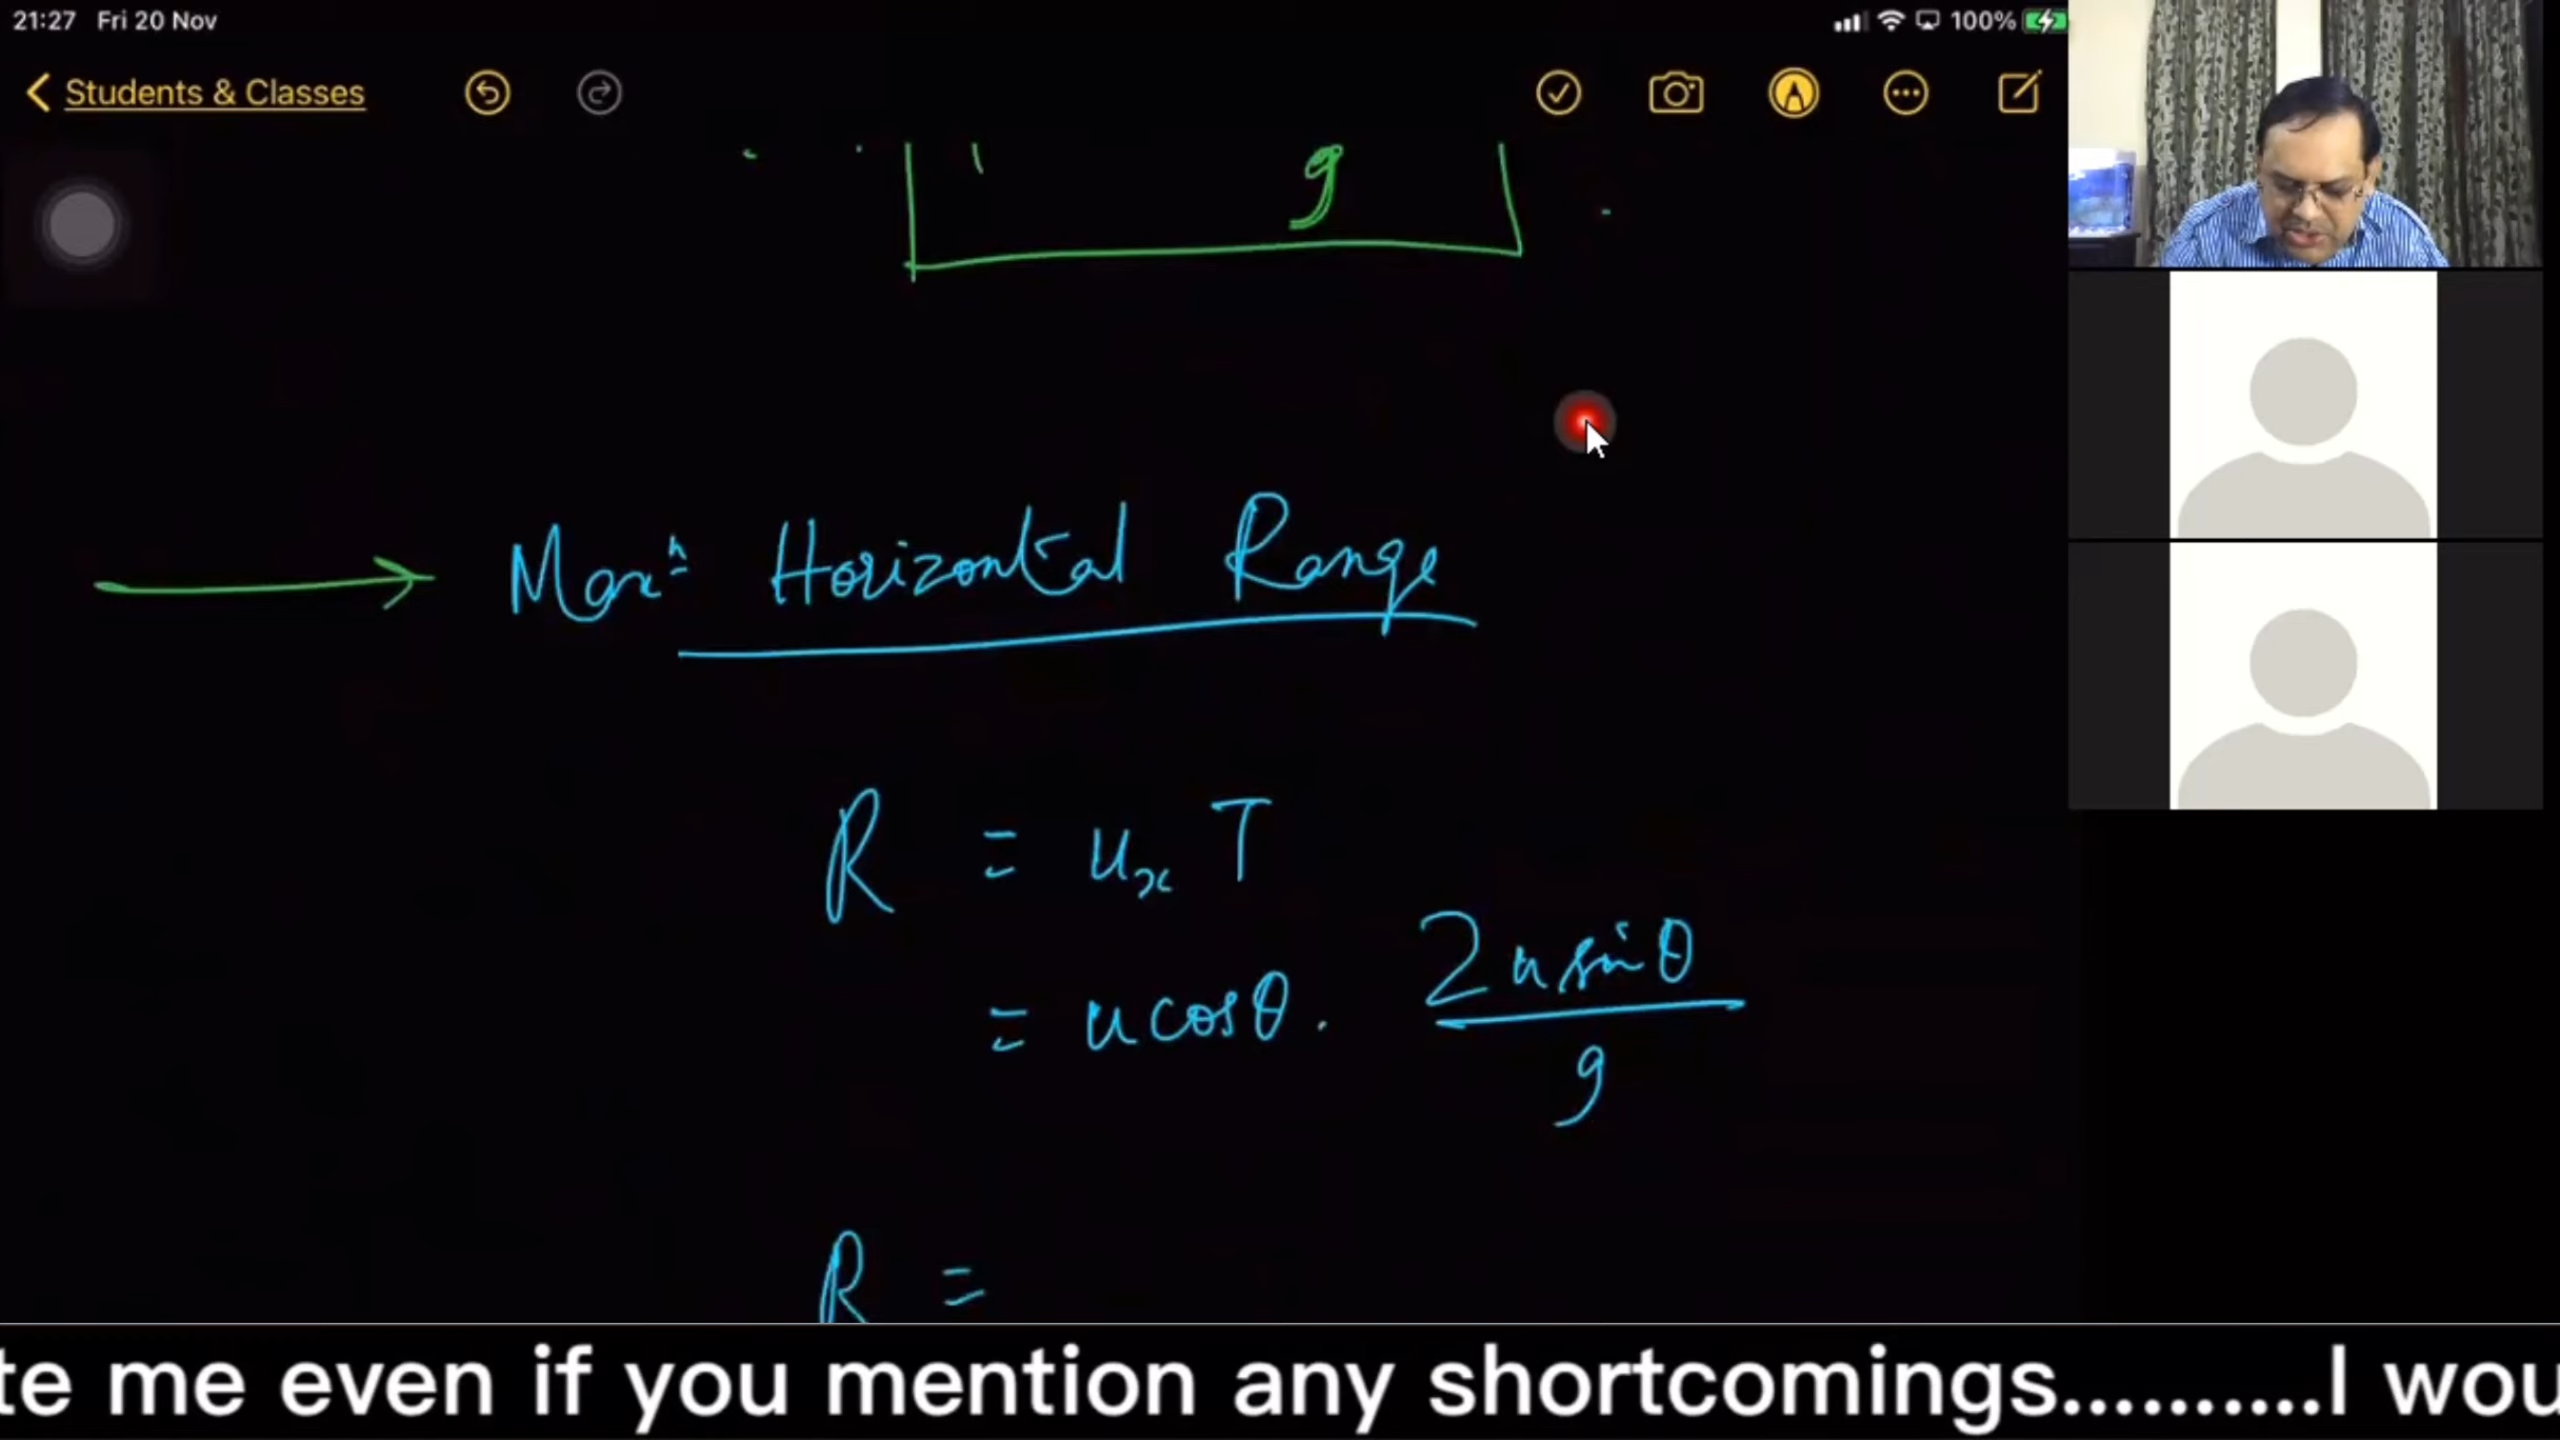 21:27 Fri 20 Nov
100%
Students & Classes
g
Maxᵐ Horizontal Range
R = uₓ T
= u cosθ . 2u sinθ
g
R =
te me even if you mention any shortcomings..........I wou